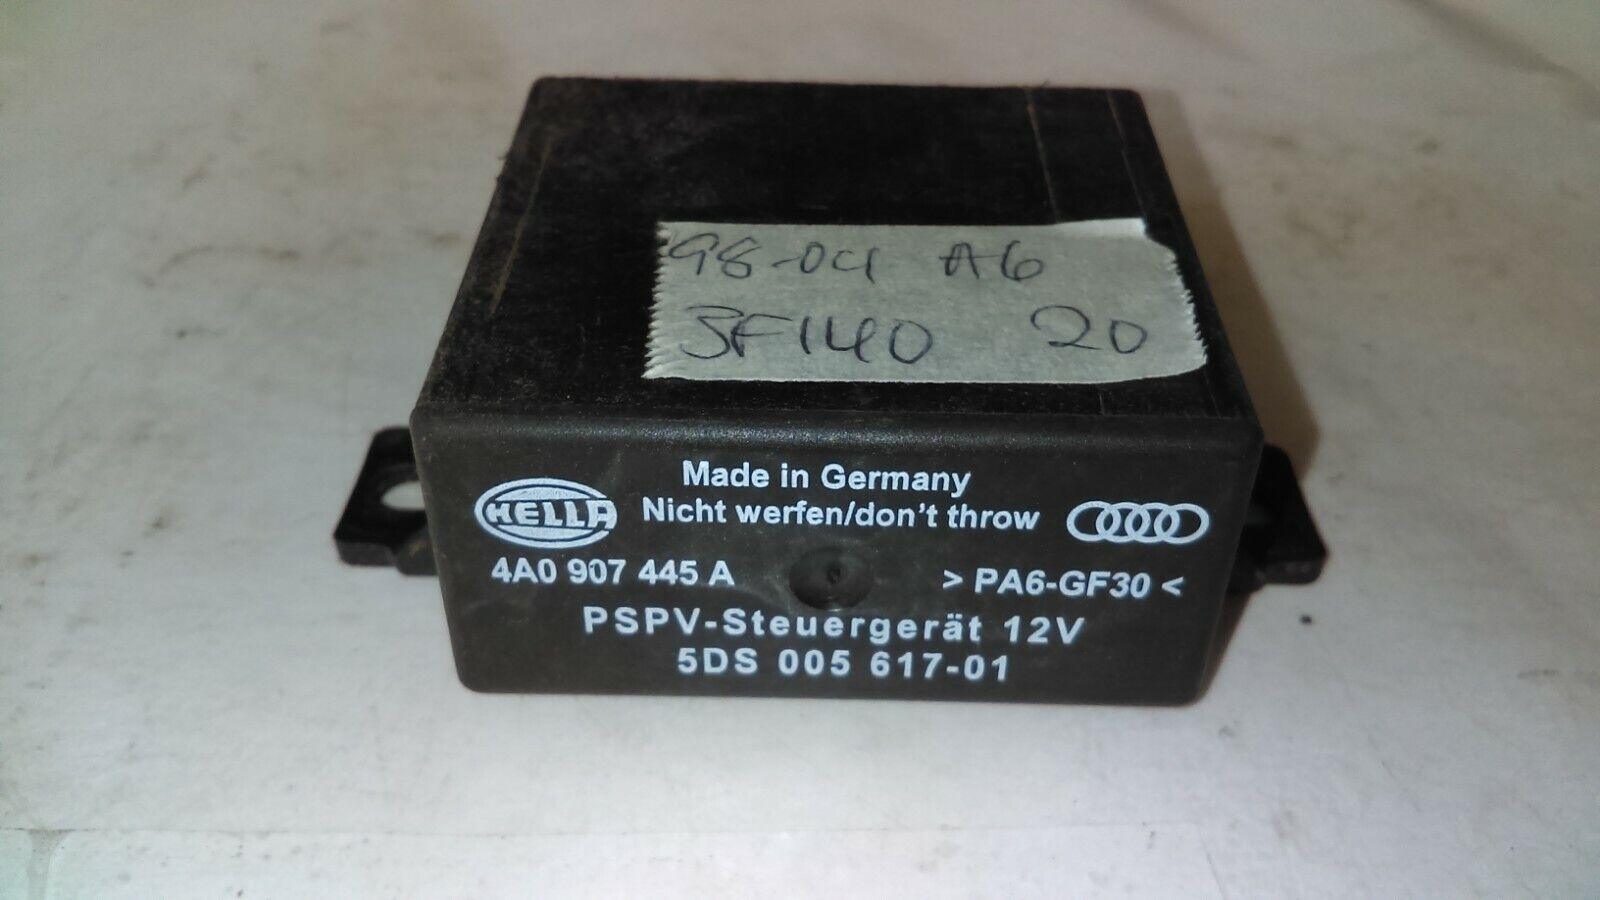 98-04 A6
3F140 20
Made in Germany
HELLA Nicht werfen/don't throw
4A0 907 445 A > PA6-GF30 <
PSPV-Steuergerät 12V
5DS 005 617-01